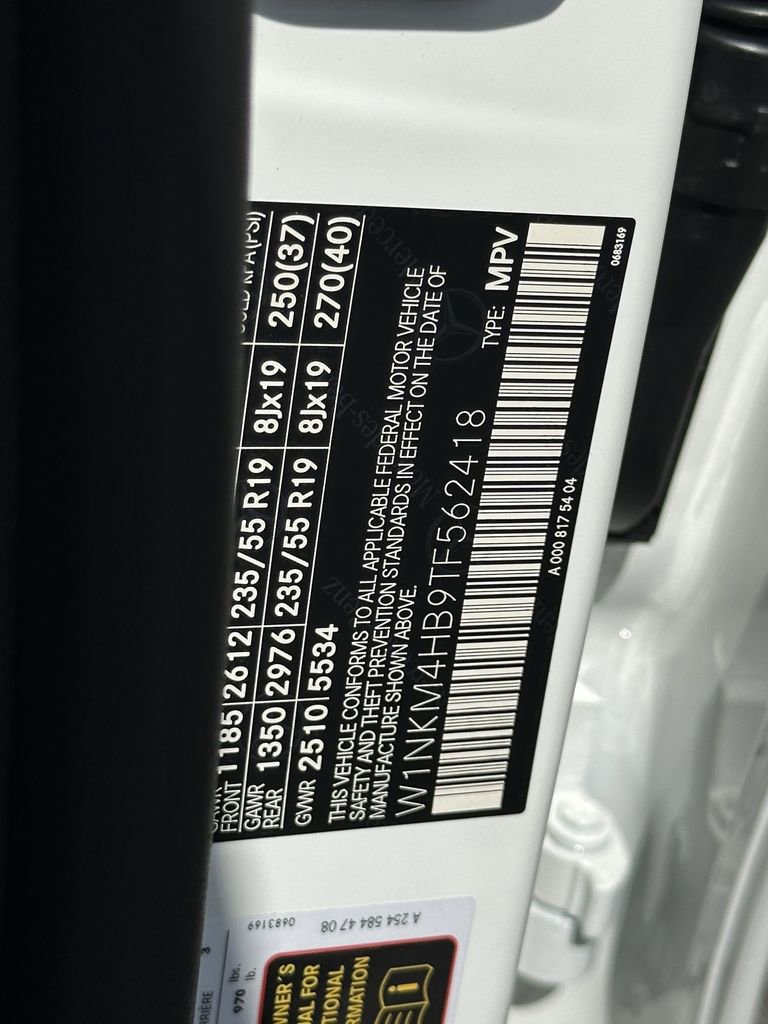 COLD KPA(PSI)
FRONT 1185 2612 235/55 R19 8Jx19 250(37)
GAWR
REAR 1350 2976 235/55 R19 8Jx19 270(40)
GVWR 2510 5534
THIS VEHICLE CONFORMS TO ALL APPLICABLE FEDERAL MOTOR VEHICLE
SAFETY AND THEFT PREVENTION STANDARDS IN EFFECT ON THE DATE OF
MANUFACTURE SHOWN ABOVE.
W1NKM4HB9TF562418 TYPE: MPV
A 000 817 54 04
0683169
0683169
A 254 584 47 08
3
970 lb.
lbs.